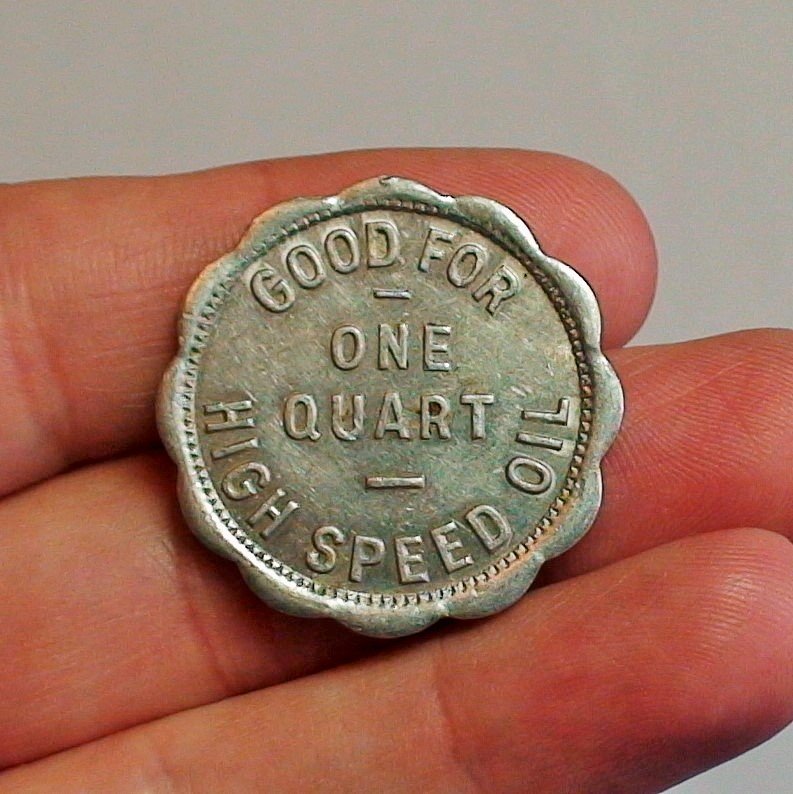 GOOD FOR
ONE
QUART
HIGH SPEED OIL